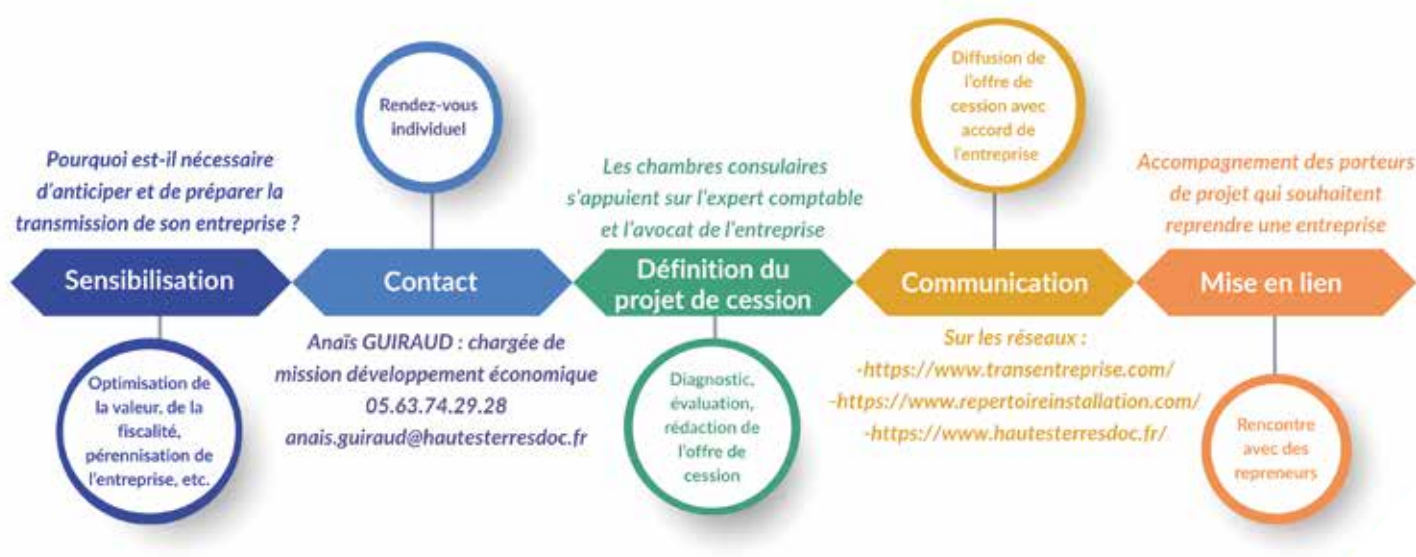 Pourquoi est-il nécessaire
d'anticiper et de préparer la
transmission de son entreprise ?
Sensibilisation
Optimisation de
la valeur, de la
fiscalité,
pérennisation de
l'entreprise, etc.
Rendez-vous
individuel
Contact
Anaïs GUIRAUD : chargée de
mission développement économique
05.63.74.29.28
anais.guiraud@hautesterresdoc.fr
Les chambres consulaires
s'appuient sur l'expert comptable
et l'avocat de l'entreprise
Définition du
projet de cession
Diagnostic,
évaluation,
rédaction de
l'offre de
cession
Diffusion de
l'offre de
cession avec
accord de
l'entreprise
Communication
Sur les réseaux :
-https://www.transentreprise.com/
-https://www.repertoireinstallation.com/
-https://www.hautesterresdoc.fr/
Accompagnement des porteurs
de projet qui souhaitent
reprendre une entreprise
Mise en lien
Rencontre
avec des
repreneurs